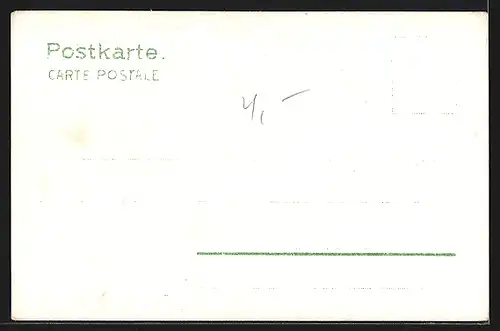 Postkarte.
CARTE POSTALE
4,-